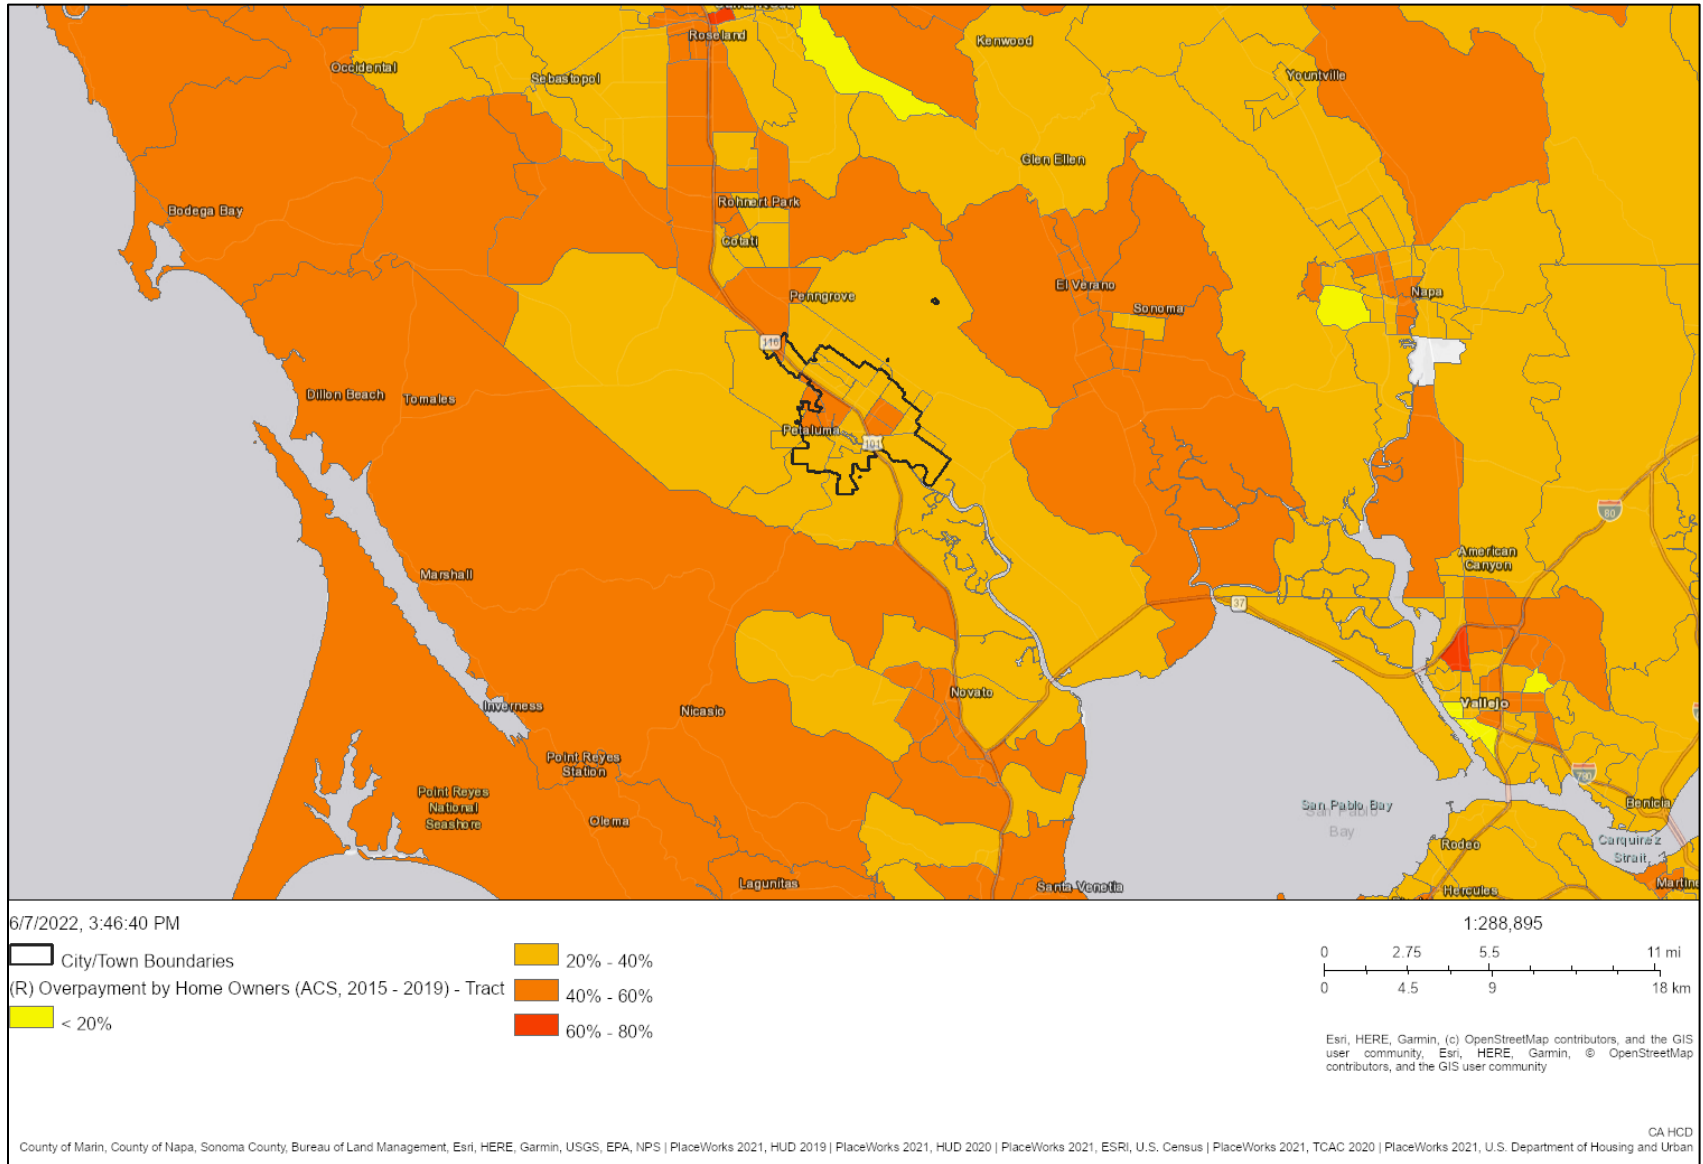 Roseland
Kenwood
Occidental
Sebastopol
Yountville
Glen Ellen
Bodega Bay
Rohnert Park
Cotati
El Verano
Penngrove
Napa
Sonoma
116
Dillon Beach
Tomales
Petaluma
101
80
American
Canyon
Marshall
37
Novato
Vallejo
Inverness
Nicasio
Point Reyes
Station
780
Point Reyes
National
Seashore
Olema
San Pablo Bay
San Pablo
Bay
Benicia
Rodeo
Carquinez
Strait
Lagunitas
Santa Venetia
Hercules
Martine
6/7/2022, 3:46:40 PM
City/Town Boundaries
(R) Overpayment by Home Owners (ACS, 2015 - 2019) - Tract
< 20%
20% - 40%
40% - 60%
60% - 80%
1:288,895
0 2.75 5.5 11 mi
0 4.5 9 18 km
Esri, HERE, Garmin, (c) OpenStreetMap contributors, and the GIS
user community, Esri, HERE, Garmin, © OpenStreetMap
contributors, and the GIS user community
CA HCD
County of Marin, County of Napa, Sonoma County, Bureau of Land Management, Esri, HERE, Garmin, USGS, EPA, NPS | PlaceWorks 2021, HUD 2019 | PlaceWorks 2021, HUD 2020 | PlaceWorks 2021, ESRI, U.S. Census | PlaceWorks 2021, TCAC 2020 | PlaceWorks 2021, U.S. Department of Housing and Urban